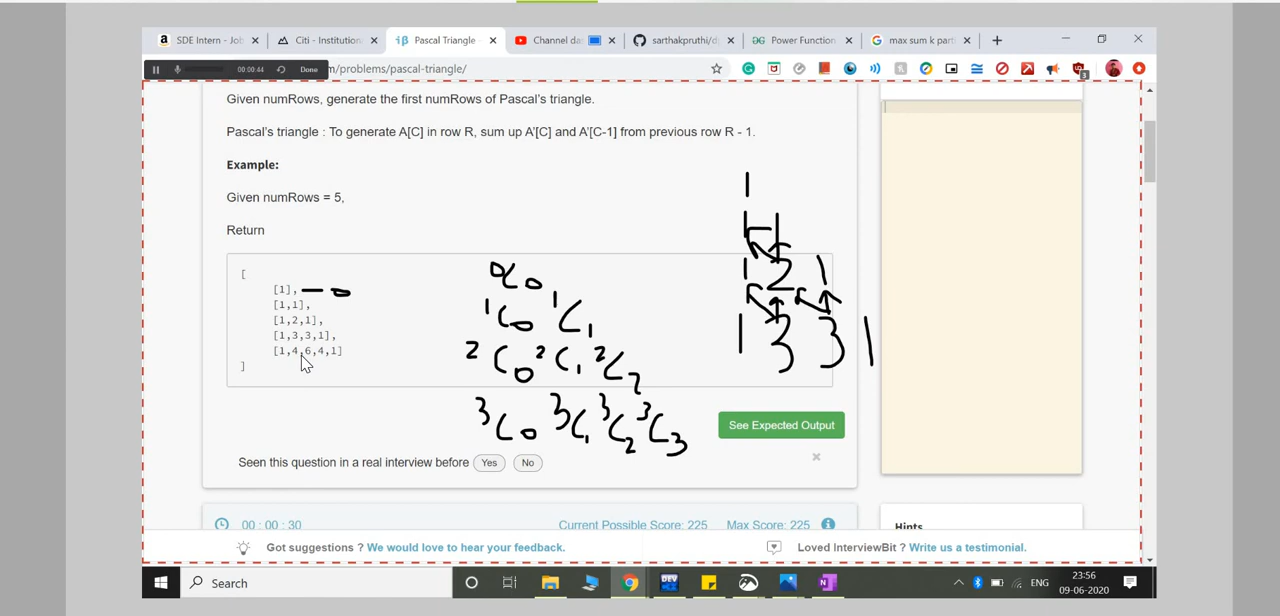 SDE Intern - Job
Citi - Institution
Pascal Triangle -
Channel da
sarthakpruthi/d
Power Function
max sum k part
00:00:44 Done
m/problems/pascal-triangle/
3
Given numRows, generate the first numRows of Pascal's triangle.
Pascal's triangle : To generate A[C] in row R, sum up A'[C] and A'[C-1] from previous row R - 1.
Example:
Given numRows = 5,
Return
[
[1], — 0
[1,1],
[1,2,1],
[1,3,3,1],
[1,4,6,4,1]
]
0C0
1C0 1C1
2C0 2C1 2C2
3C0 3C1 3C2 3C3
1
1 1
1 2 1
1 3 3 1
See Expected Output
Seen this question in a real interview before Yes No
00 : 00 : 30
Current Possible Score: 225 Max Score: 225
Hints
Got suggestions ? We would love to hear your feedback.
Loved InterviewBit ? Write us a testimonial.
Search
DEV
ENG
23:56
09-06-2020